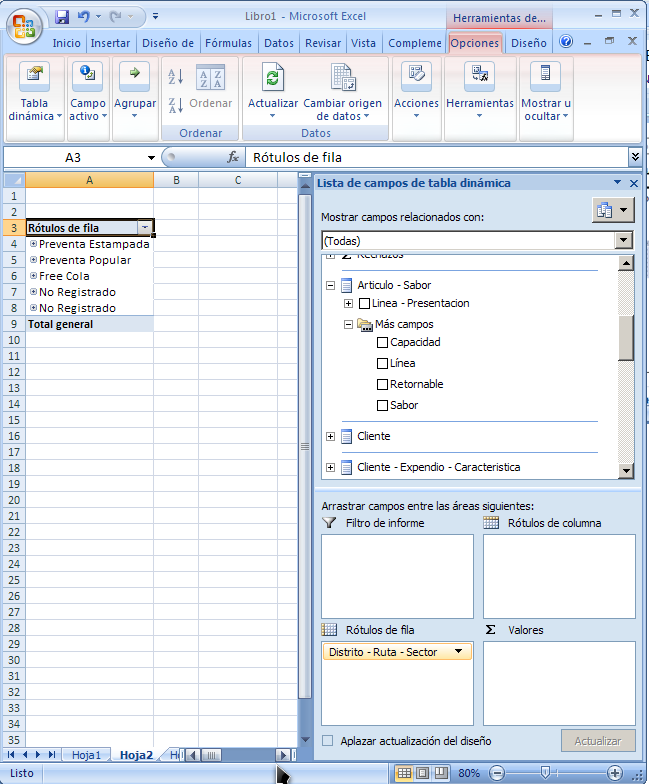 Libro1 - Microsoft Excel
Herramientas de...
Inicio Insertar Diseño de Fórmulas Datos Revisar Vista Compleme Opciones Diseño
Tabla dinámica
Campo activo
Agrupar
Ordenar
Ordenar
Actualizar
Cambiar origen de datos
Datos
Acciones
Herramientas
Mostrar u ocultar
A3
fx
Rótulos de fila
A B C
1
2
3 Rótulos de fila
4 Preventa Estampada
5 Preventa Popular
6 Free Cola
7 No Registrado
8 No Registrado
9 Total general
10
11
12
13
14
15
16
17
18
19
20
21
22
23
24
25
26
27
28
29
30
31
32
33
34
35
Lista de campos de tabla dinámica
Mostrar campos relacionados con:
(Todas)
Σ Rechazos
Articulo - Sabor
Linea - Presentacion
Más campos
Capacidad
Línea
Retornable
Sabor
Cliente
Cliente - Expendio - Caracteristica
Arrastrar campos entre las áreas siguientes:
Filtro de informe
Rótulos de columna
Rótulos de fila
Σ Valores
Distrito - Ruta - Sector
Aplazar actualización del diseño
Actualizar
Hoja1 Hoja2
Listo
80%